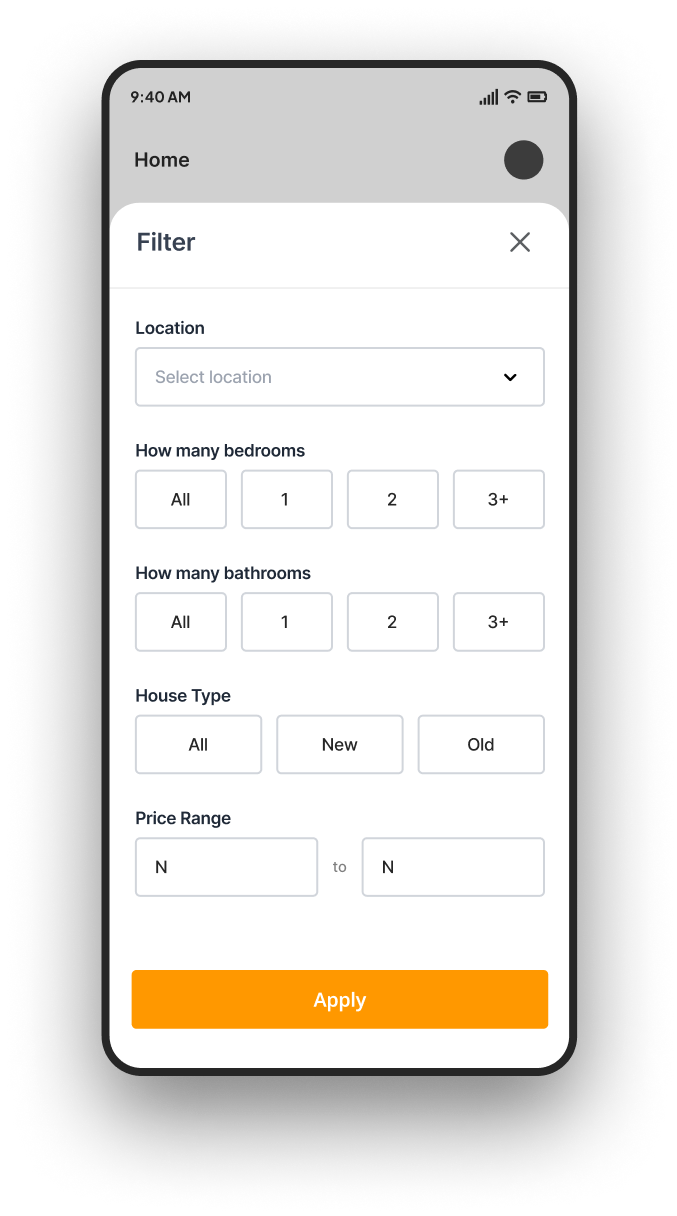 9:40 AM
Home
Filter
Location
Select location
How many bedrooms
All 1 2 3+
How many bathrooms
All 1 2 3+
House Type
All New Old
Price Range
N to N
Apply